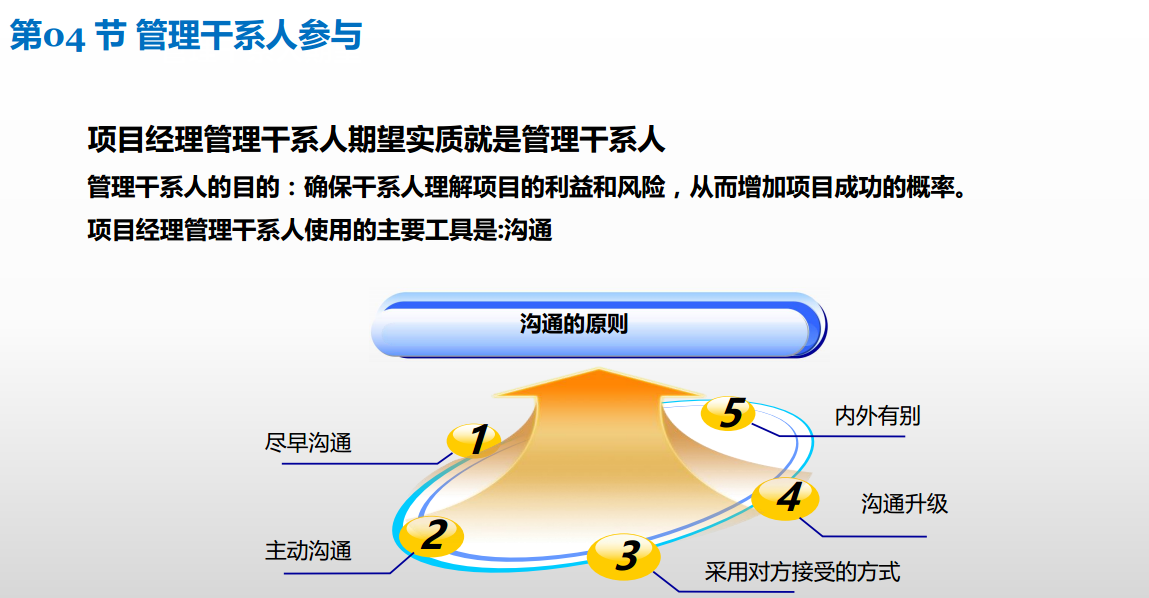 第04 节 管理干系人参与
项目经理管理干系人期望实质就是管理干系人
管理干系人的目的：确保干系人理解项目的利益和风险，从而增加项目成功的概率。
项目经理管理干系人使用的主要工具是:沟通
沟通的原则
1
尽早沟通
2
主动沟通
3
采用对方接受的方式
4
沟通升级
5
内外有别